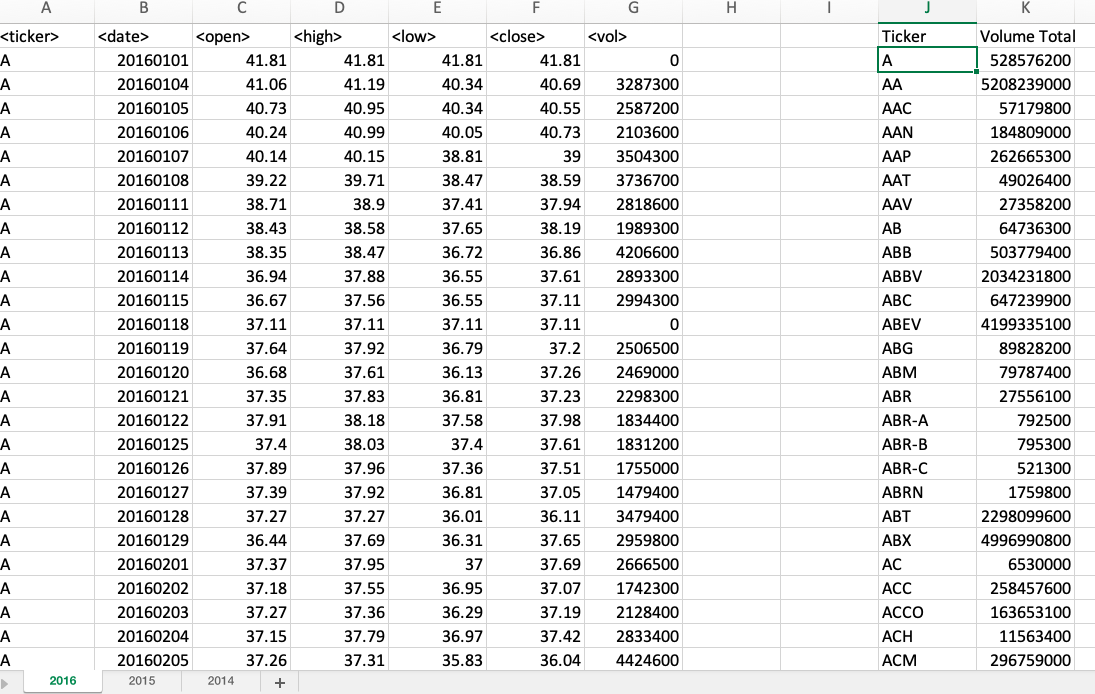 A B C D E F G H I J K
<ticker> <date> <open> <high> <low> <close> <vol> Ticker Volume Total
A 20160101 41.81 41.81 41.81 41.81 0 A 528576200
A 20160104 41.06 41.19 40.34 40.69 3287300 AA 5208239000
A 20160105 40.73 40.95 40.34 40.55 2587200 AAC 57179800
A 20160106 40.24 40.99 40.05 40.73 2103600 AAN 184809000
A 20160107 40.14 40.15 38.81 39 3504300 AAP 262665300
A 20160108 39.22 39.71 38.47 38.59 3736700 AAT 49026400
A 20160111 38.71 38.9 37.41 37.94 2818600 AAV 27358200
A 20160112 38.43 38.58 37.65 38.19 1989300 AB 64736300
A 20160113 38.35 38.47 36.72 36.86 4206600 ABB 503779400
A 20160114 36.94 37.88 36.55 37.61 2893300 ABBV 2034231800
A 20160115 36.67 37.56 36.55 37.11 2994300 ABC 647239900
A 20160118 37.11 37.11 37.11 37.11 0 ABEV 4199335100
A 20160119 37.64 37.92 36.79 37.2 2506500 ABG 89828200
A 20160120 36.68 37.61 36.13 37.26 2469000 ABM 79787400
A 20160121 37.35 37.83 36.81 37.23 2298300 ABR 27556100
A 20160122 37.91 38.18 37.58 37.98 1834400 ABR-A 792500
A 20160125 37.4 38.03 37.4 37.61 1831200 ABR-B 795300
A 20160126 37.89 37.96 37.36 37.51 1755000 ABR-C 521300
A 20160127 37.39 37.92 36.81 37.05 1479400 ABRN 1759800
A 20160128 37.27 37.27 36.01 36.11 3479400 ABT 2298099600
A 20160129 36.44 37.69 36.31 37.65 2959800 ABX 4996990800
A 20160201 37.37 37.95 37 37.69 2666500 AC 6530000
A 20160202 37.18 37.55 36.95 37.07 1742300 ACC 258457600
A 20160203 37.27 37.36 36.29 37.19 2128400 ACCO 163653100
A 20160204 37.15 37.79 36.97 37.42 2833400 ACH 11563400
A 20160205 37.26 37.31 35.83 36.04 4424600 ACM 296759000
2016 2015 2014 +